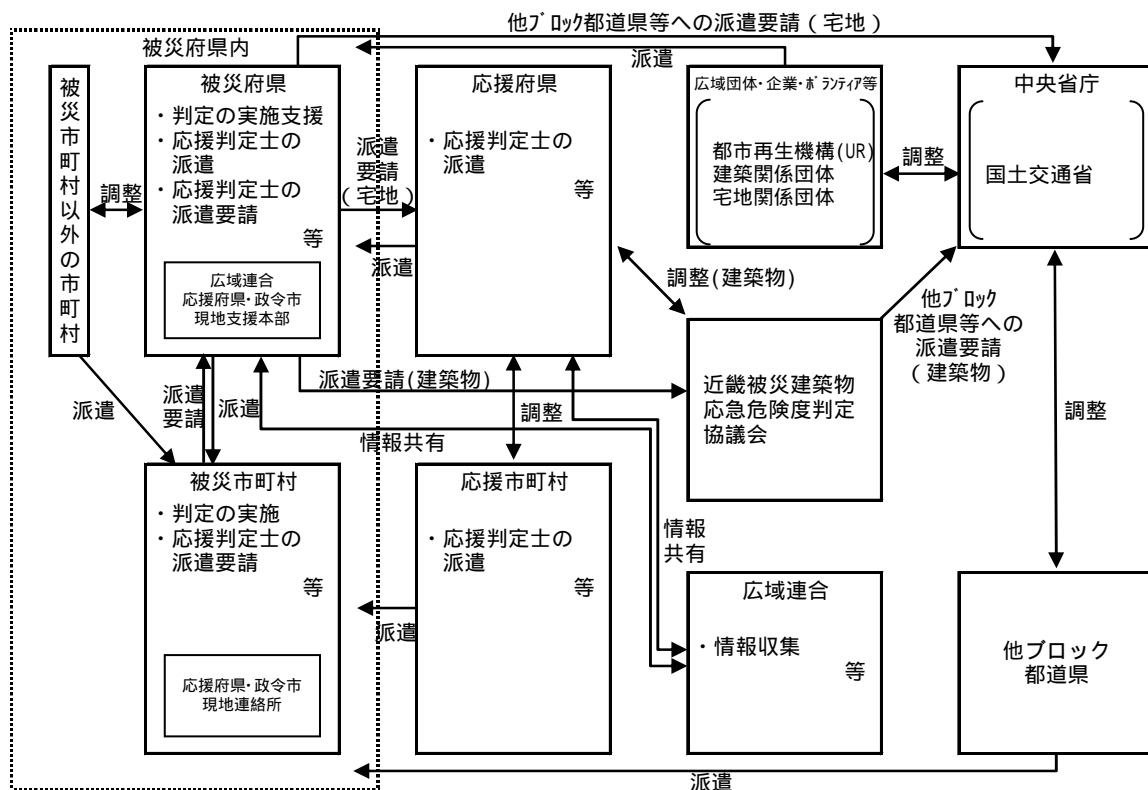 他ブロック都道県等への派遣要請（宅地）
被災府県内
派遣
被災市町村以外の市町村
調整
被災府県
・判定の実施支援
・応援判定士の
派遣
・応援判定士の
派遣要請
等
広域連合
応援府県・政令市
現地支援本部
派遣
要請
（宅地）
派遣
応援府県
・応援判定士の
派遣
等
広域団体・企業・ボランティア等
都市再生機構(UR)
建築関係団体
宅地関係団体
調整
中央省庁
国土交通省
調整(建築物)
他ブロック
都道県等への
派遣要請
（建築物）
近畿被災建築物
応急危険度判定
協議会
派遣
派遣
要請
派遣
派遣要請(建築物)
情報共有
調整
調整
被災市町村
・判定の実施
・応援判定士の
派遣要請
等
応援府県・政令市
現地連絡所
派遣
応援市町村
・応援判定士の
派遣
等
情報
共有
広域連合
・情報収集
等
他ブロック
都道県
派遣